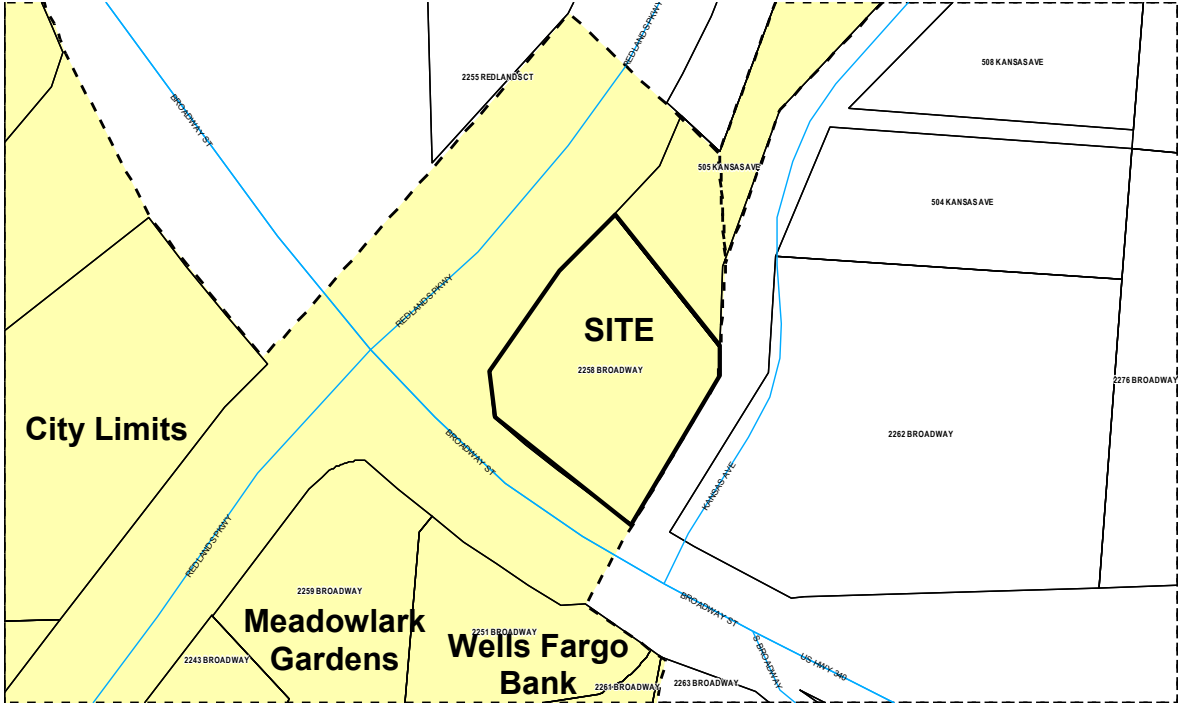 REDLANDS PKWY
508 KANSAS AVE
2255 REDLANDS CT
BROADWAY ST
505 KANSAS AVE
504 KANSAS AVE
REDLANDS PKWY
SITE
2258 BROADWAY
2276 BROADWAY
City Limits
2262 BROADWAY
BROADWAY ST
KANSAS AVE
REDLANDS PKWY
2259 BROADWAY
BROADWAY ST
Meadowlark
Gardens
2251 BROADWAY
Wells Fargo
Bank
2243 BROADWAY
S BROADWAY
US HWY 340
2261 BROADWAY
2263 BROADWAY